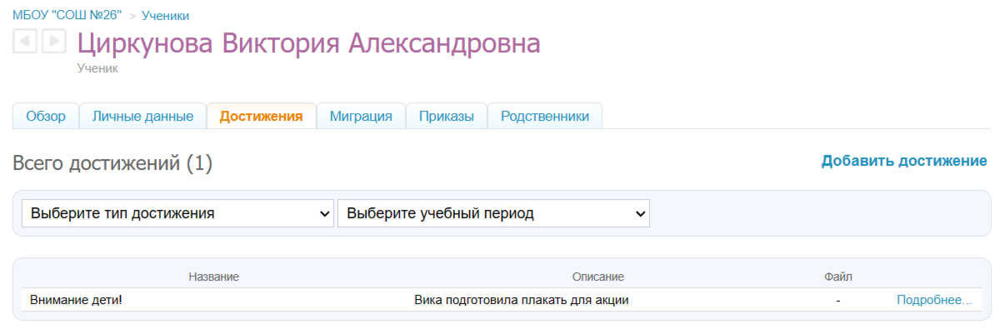 МБОУ "СОШ №26" > Ученики
Циркунова Виктория Александровна
Ученик
Обзор Личные данные Достижения Миграция Приказы Родственники
Всего достижений (1) Добавить достижение
Выберите тип достижения Выберите учебный период
Название Описание Файл
Внимание дети! Вика подготовила плакать для акции - Подробнее...